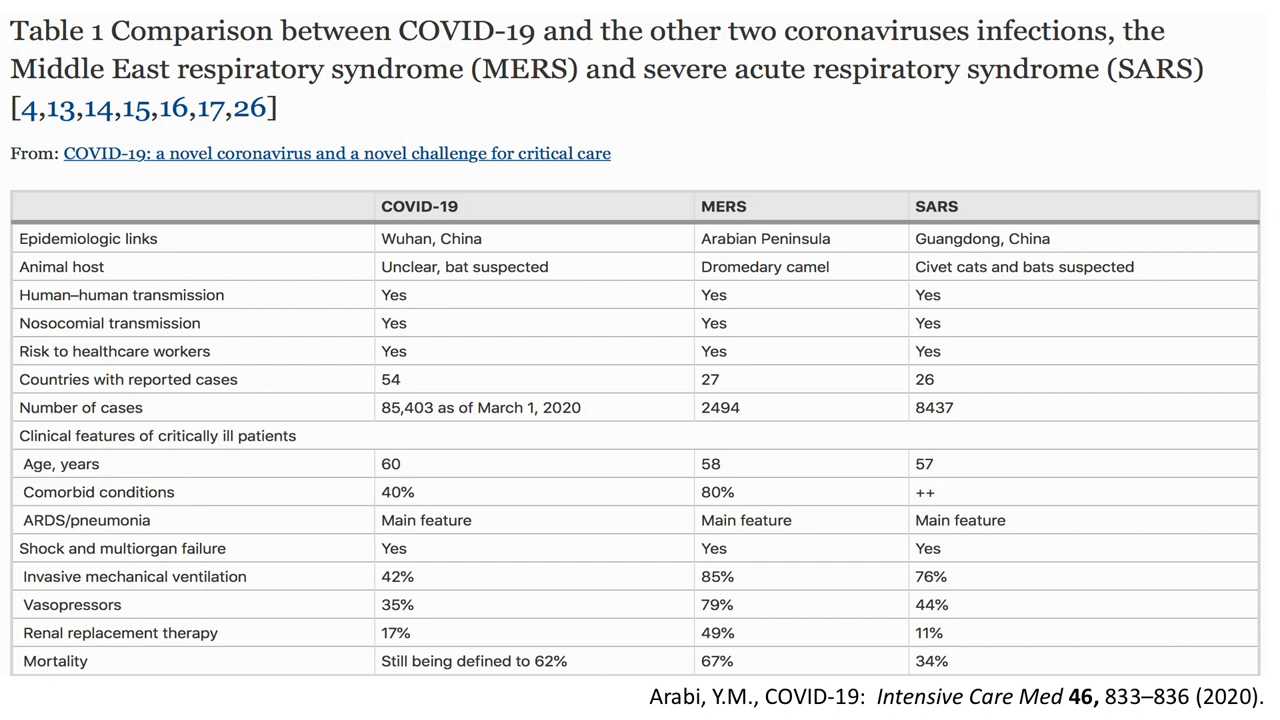 Table 1 Comparison between COVID-19 and the other two coronaviruses infections, the
Middle East respiratory syndrome (MERS) and severe acute respiratory syndrome (SARS)
[4,13,14,15,16,17,26]
From: COVID-19: a novel coronavirus and a novel challenge for critical care
COVID-19 MERS SARS
Epidemiologic links Wuhan, China Arabian Peninsula Guangdong, China
Animal host Unclear, bat suspected Dromedary camel Civet cats and bats suspected
Human–human transmission Yes Yes Yes
Nosocomial transmission Yes Yes Yes
Risk to healthcare workers Yes Yes Yes
Countries with reported cases 54 27 26
Number of cases 85,403 as of March 1, 2020 2494 8437
Clinical features of critically ill patients
Age, years 60 58 57
Comorbid conditions 40% 80% ++
ARDS/pneumonia Main feature Main feature Main feature
Shock and multiorgan failure Yes Yes Yes
Invasive mechanical ventilation 42% 85% 76%
Vasopressors 35% 79% 44%
Renal replacement therapy 17% 49% 11%
Mortality Still being defined to 62% 67% 34%
Arabi, Y.M., COVID-19: Intensive Care Med 46, 833–836 (2020).